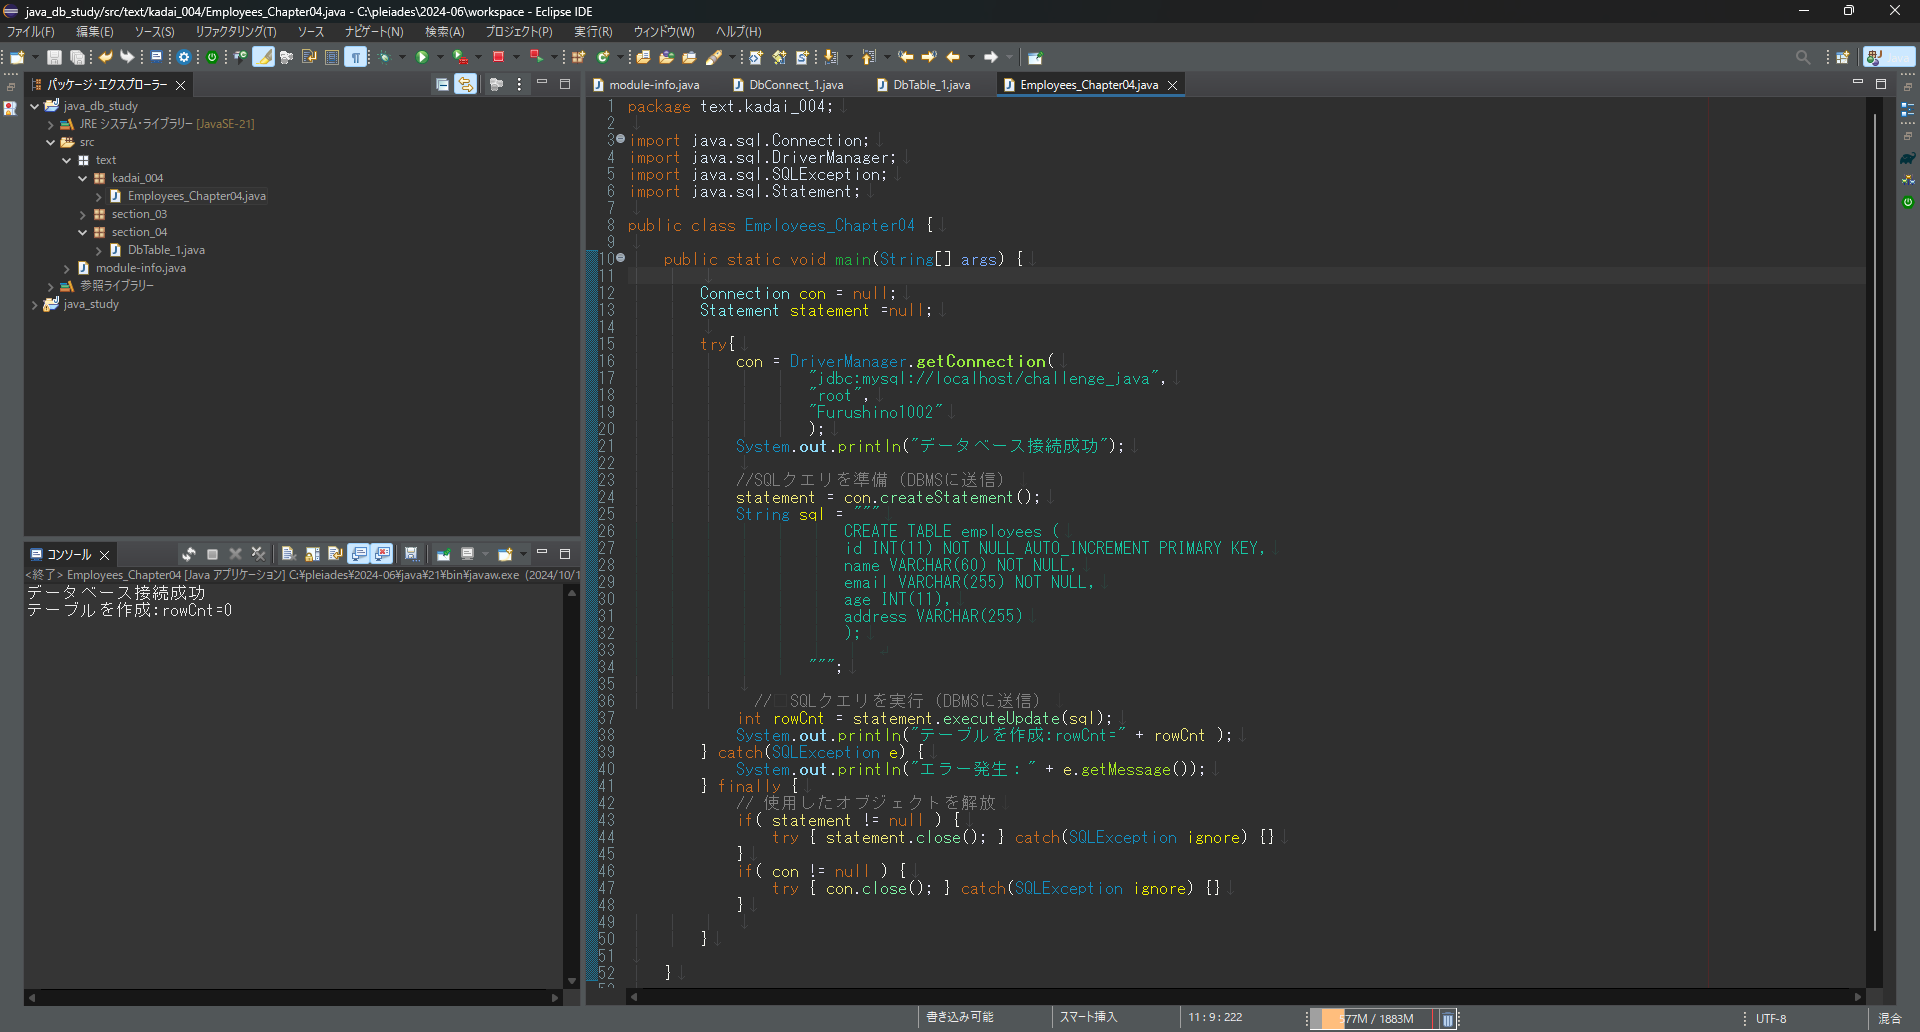 java_db_study/src/text/kadai_004/Employees_Chapter04.java - C:\pleiades\2024-06\workspace - Eclipse IDE
ファイル(F) 編集(E) ソース(S) リファクタリング(T) ソース ナビゲート(N) 検索(A) プロジェクト(P) 実行(R) ウィンドウ(W) ヘルプ(H)
パッケージ・エクスプローラー
java_db_study
JRE システム・ライブラリー [JavaSE-21]
src
text
kadai_004
Employees_Chapter04.java
section_03
section_04
DbTable_1.java
module-info.java
参照ライブラリー
java_study
コンソール
<終了> Employees_Chapter04 [Java アプリケーション] C:¥pleiades¥2024-06¥java¥21¥bin¥javaw.exe (2024/10/1
データベース接続成功
テーブルを作成:rowCnt=0
module-info.java DbConnect_1.java DbTable_1.java Employees_Chapter04.java
1 package text.kadai_004;
2
3 import java.sql.Connection;
4 import java.sql.DriverManager;
5 import java.sql.SQLException;
6 import java.sql.Statement;
7
8 public class Employees_Chapter04 {
9
10 public static void main(String[] args) {
11
12 Connection con = null;
13 Statement statement =null;
14
15 try{
16 con = DriverManager.getConnection(
17 "jdbc:mysql://localhost/challenge_java",
18 "root",
19 "Furushino1002"
20 );
21 System.out.println("データベース接続成功");
22
23 //SQLクエリを準備（DBMSに送信）
24 statement = con.createStatement();
25 String sql = """
26 CREATE TABLE employees (
27 id INT(11) NOT NULL AUTO_INCREMENT PRIMARY KEY,
28 name VARCHAR(60) NOT NULL,
29 email VARCHAR(255) NOT NULL,
30 age INT(11),
31 address VARCHAR(255)
32 );
33
34 """;
35
36 //　SQLクエリを実行（DBMSに送信）
37 int rowCnt = statement.executeUpdate(sql);
38 System.out.println("テーブルを作成:rowCnt=" + rowCnt );
39 } catch(SQLException e) {
40 System.out.println("エラー発生：" + e.getMessage());
41 } finally {
42 // 使用したオブジェクトを解放
43 if( statement != null ) {
44 try { statement.close(); } catch(SQLException ignore) {}
45 }
46 if( con != null ) {
47 try { con.close(); } catch(SQLException ignore) {}
48 }
49
50 }
51
52 }
書き込み可能 スマート挿入 11 : 9 : 222 577M / 1883M UTF-8 混合